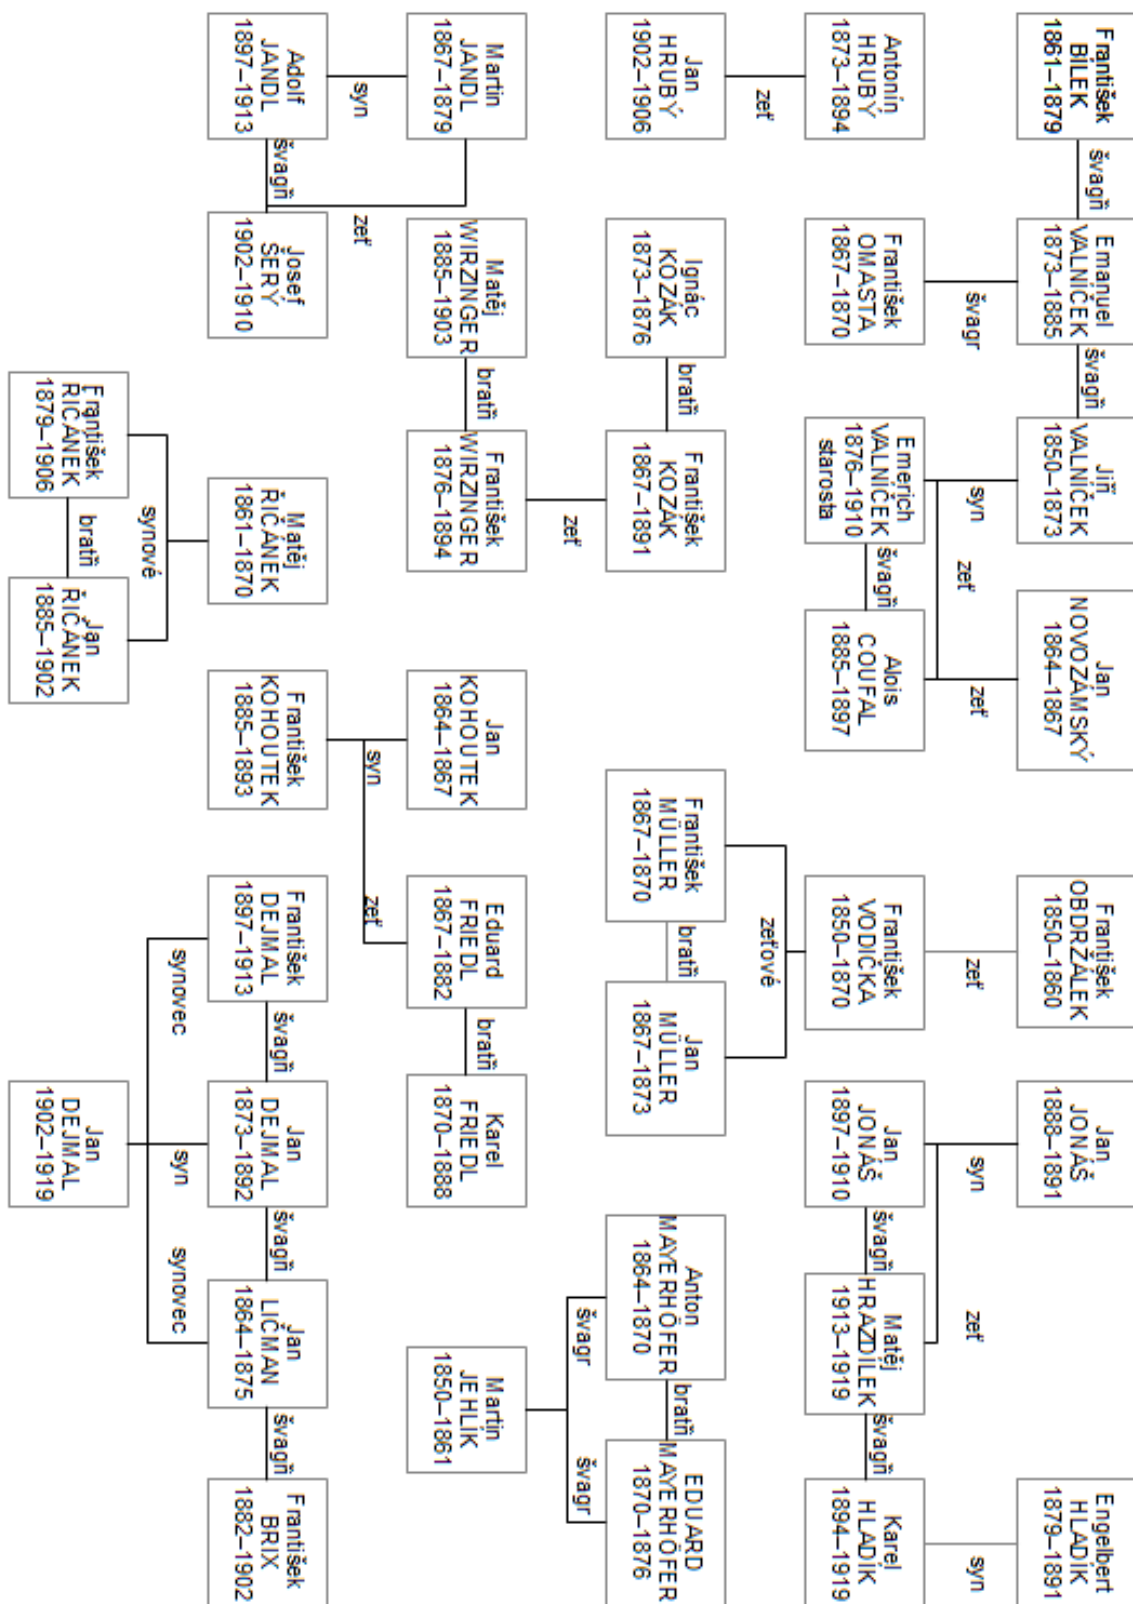 František
BÍLEK
1861–1879
švagři
Emanuel
VALNÍČEK
1873–1885
švagři
Jiří
VALNÍČEK
1850–1873
Jan
NOVOZÁMSKÝ
1864–1867
František
OBDRŽÁLEK
1850–1860
Jan
JONÁŠ
1888–1891
Engelbert
HLADÍK
1879–1891
zeť
švagr
syn
zeť
zeť
zeť
syn
zeť
syn
Antonín
HRUBÝ
1873–1894
František
OMASTA
1867–1870
Emerich
VALNÍČEK
1876–1910
starosta
švagři
Alois
COUFAL
1885–1897
František
VODIČKA
1850–1870
Jan
JONÁŠ
1897–1910
švagři
Matěj
HRAZDÍLEK
1913–1919
švagři
Karel
HLADÍK
1894–1919
zeťové
Jan
HRUBÝ
1902–1906
Ignác
KOZÁK
1873–1876
bratři
František
KOZÁK
1867–1891
František
MÜLLER
1867–1870
bratři
Jan
MÜLLER
1867–1873
Anton
MAYERHÖFER
1864–1870
bratři
EDUARD
MAYERHÖFER
1870–1876
zeť
švagr
švagr
Martin
JANDL
1867–1879
Matěj
WIRZINGER
1885–1903
bratři
František
WIRZINGER
1876–1894
Jan
KOHOUTEK
1864–1867
Eduard
FRIEDL
1867–1882
bratři
Karel
FRIEDL
1870–1888
Martin
JEHLÍK
1850–1861
syn
zeť
syn
zeť
Adolf
JANDL
1897–1913
švagři
Josef
ŠERÝ
1902–1910
Matěj
ŘIČÁNEK
1861–1870
František
KOHOUTEK
1885–1893
František
DEJMAL
1897–1913
švagři
Jan
DEJMAL
1873–1892
švagři
Jan
LIČMAN
1864–1875
švagři
František
BRIX
1882–1902
synové
synovec
syn
synovec
František
ŘIČÁNEK
1879–1906
bratři
Jan
ŘIČÁNEK
1885–1902
Jan
DEJMAL
1902–1919